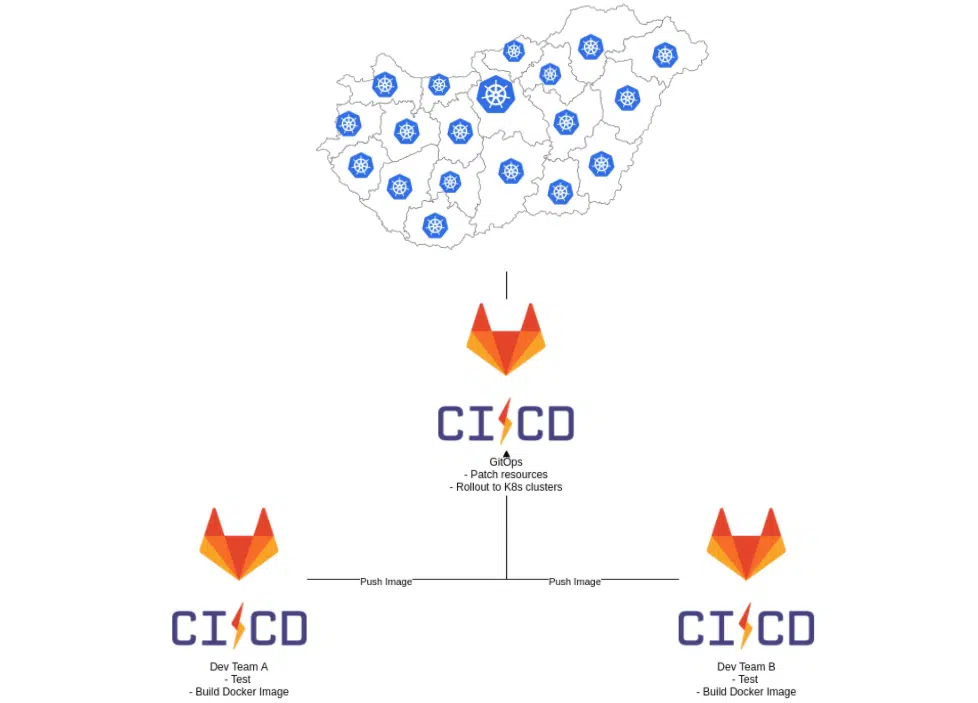 CI CD
GitOps
- Patch resources
- Rollout to K8s clusters
Push Image
Push Image
CI CD
Dev Team A
- Test
- Build Docker Image
CI CD
Dev Team B
- Test
- Build Docker Image